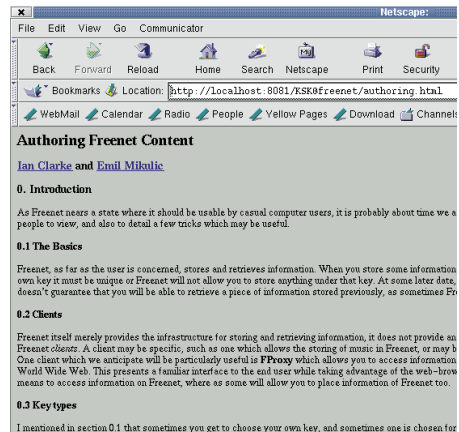 Netscape:
File Edit View Go Communicator
Back Forward Reload Home Search Netscape Print Security
My
Bookmarks Location: http://localhost:8081/KSK@freenet/authoring.html
WebMail Calendar Radio People Yellow Pages Download Channels
Authoring Freenet Content
Ian Clarke and Emil Mikulic
0. Introduction
As Freenet nears a state where it should be usable by casual computer users, it is probably about time we a
people to view, and also to detail a few tricks which may be useful.
0.1 The Basics
Freenet, as far as the user is concerned, stores and retrieves information. When you store some information
own key it must be unique or Freenet will not allow you to store anything under that key. At some later date,
doesn't guarantee that you will be able to retrieve a piece of information stored previously, as sometimes Fre
0.2 Clients
Freenet itself merely provides the infrastructure for storing and retrieving information, it does not provide an
Freenet clients. A client may be specific, such as one which allows the storing of music in Freenet, or may b
One client which we anticipate will be particularly useful is FProxy which allows you to access information
World Wide Web. This presents a familiar interface to the end user while taking advantage of the web-brow
means to access information on Freenet, where as some will allow you to place information of Freenet too.
0.3 Key types
I mentioned in section 0.1 that sometimes you get to choose your own key, and sometimes one is chosen for